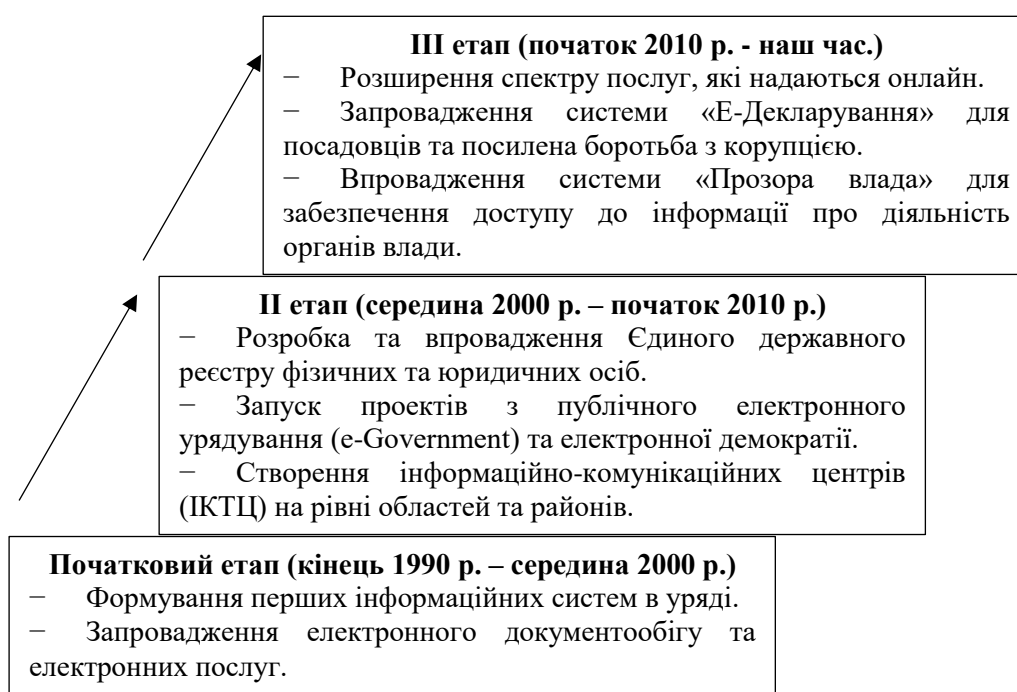 ІІІ етап (початок 2010 р. - наш час.)
− Розширення спектру послуг, які надаються онлайн.
− Запровадження системи «Е-Декларування» для
посадовців та посилена боротьба з корупцією.
− Впровадження системи «Прозора влада» для
забезпечення доступу до інформації про діяльність
органів влади.
ІІ етап (середина 2000 р. – початок 2010 р.)
− Розробка та впровадження Єдиного державного
реєстру фізичних та юридичних осіб.
− Запуск проектів з публічного електронного
урядування (e-Government) та електронної демократії.
− Створення інформаційно-комунікаційних центрів
(ІКТЦ) на рівні областей та районів.
Початковий етап (кінець 1990 р. – середина 2000 р.)
− Формування перших інформаційних систем в уряді.
− Запровадження електронного документообігу та
електронних послуг.